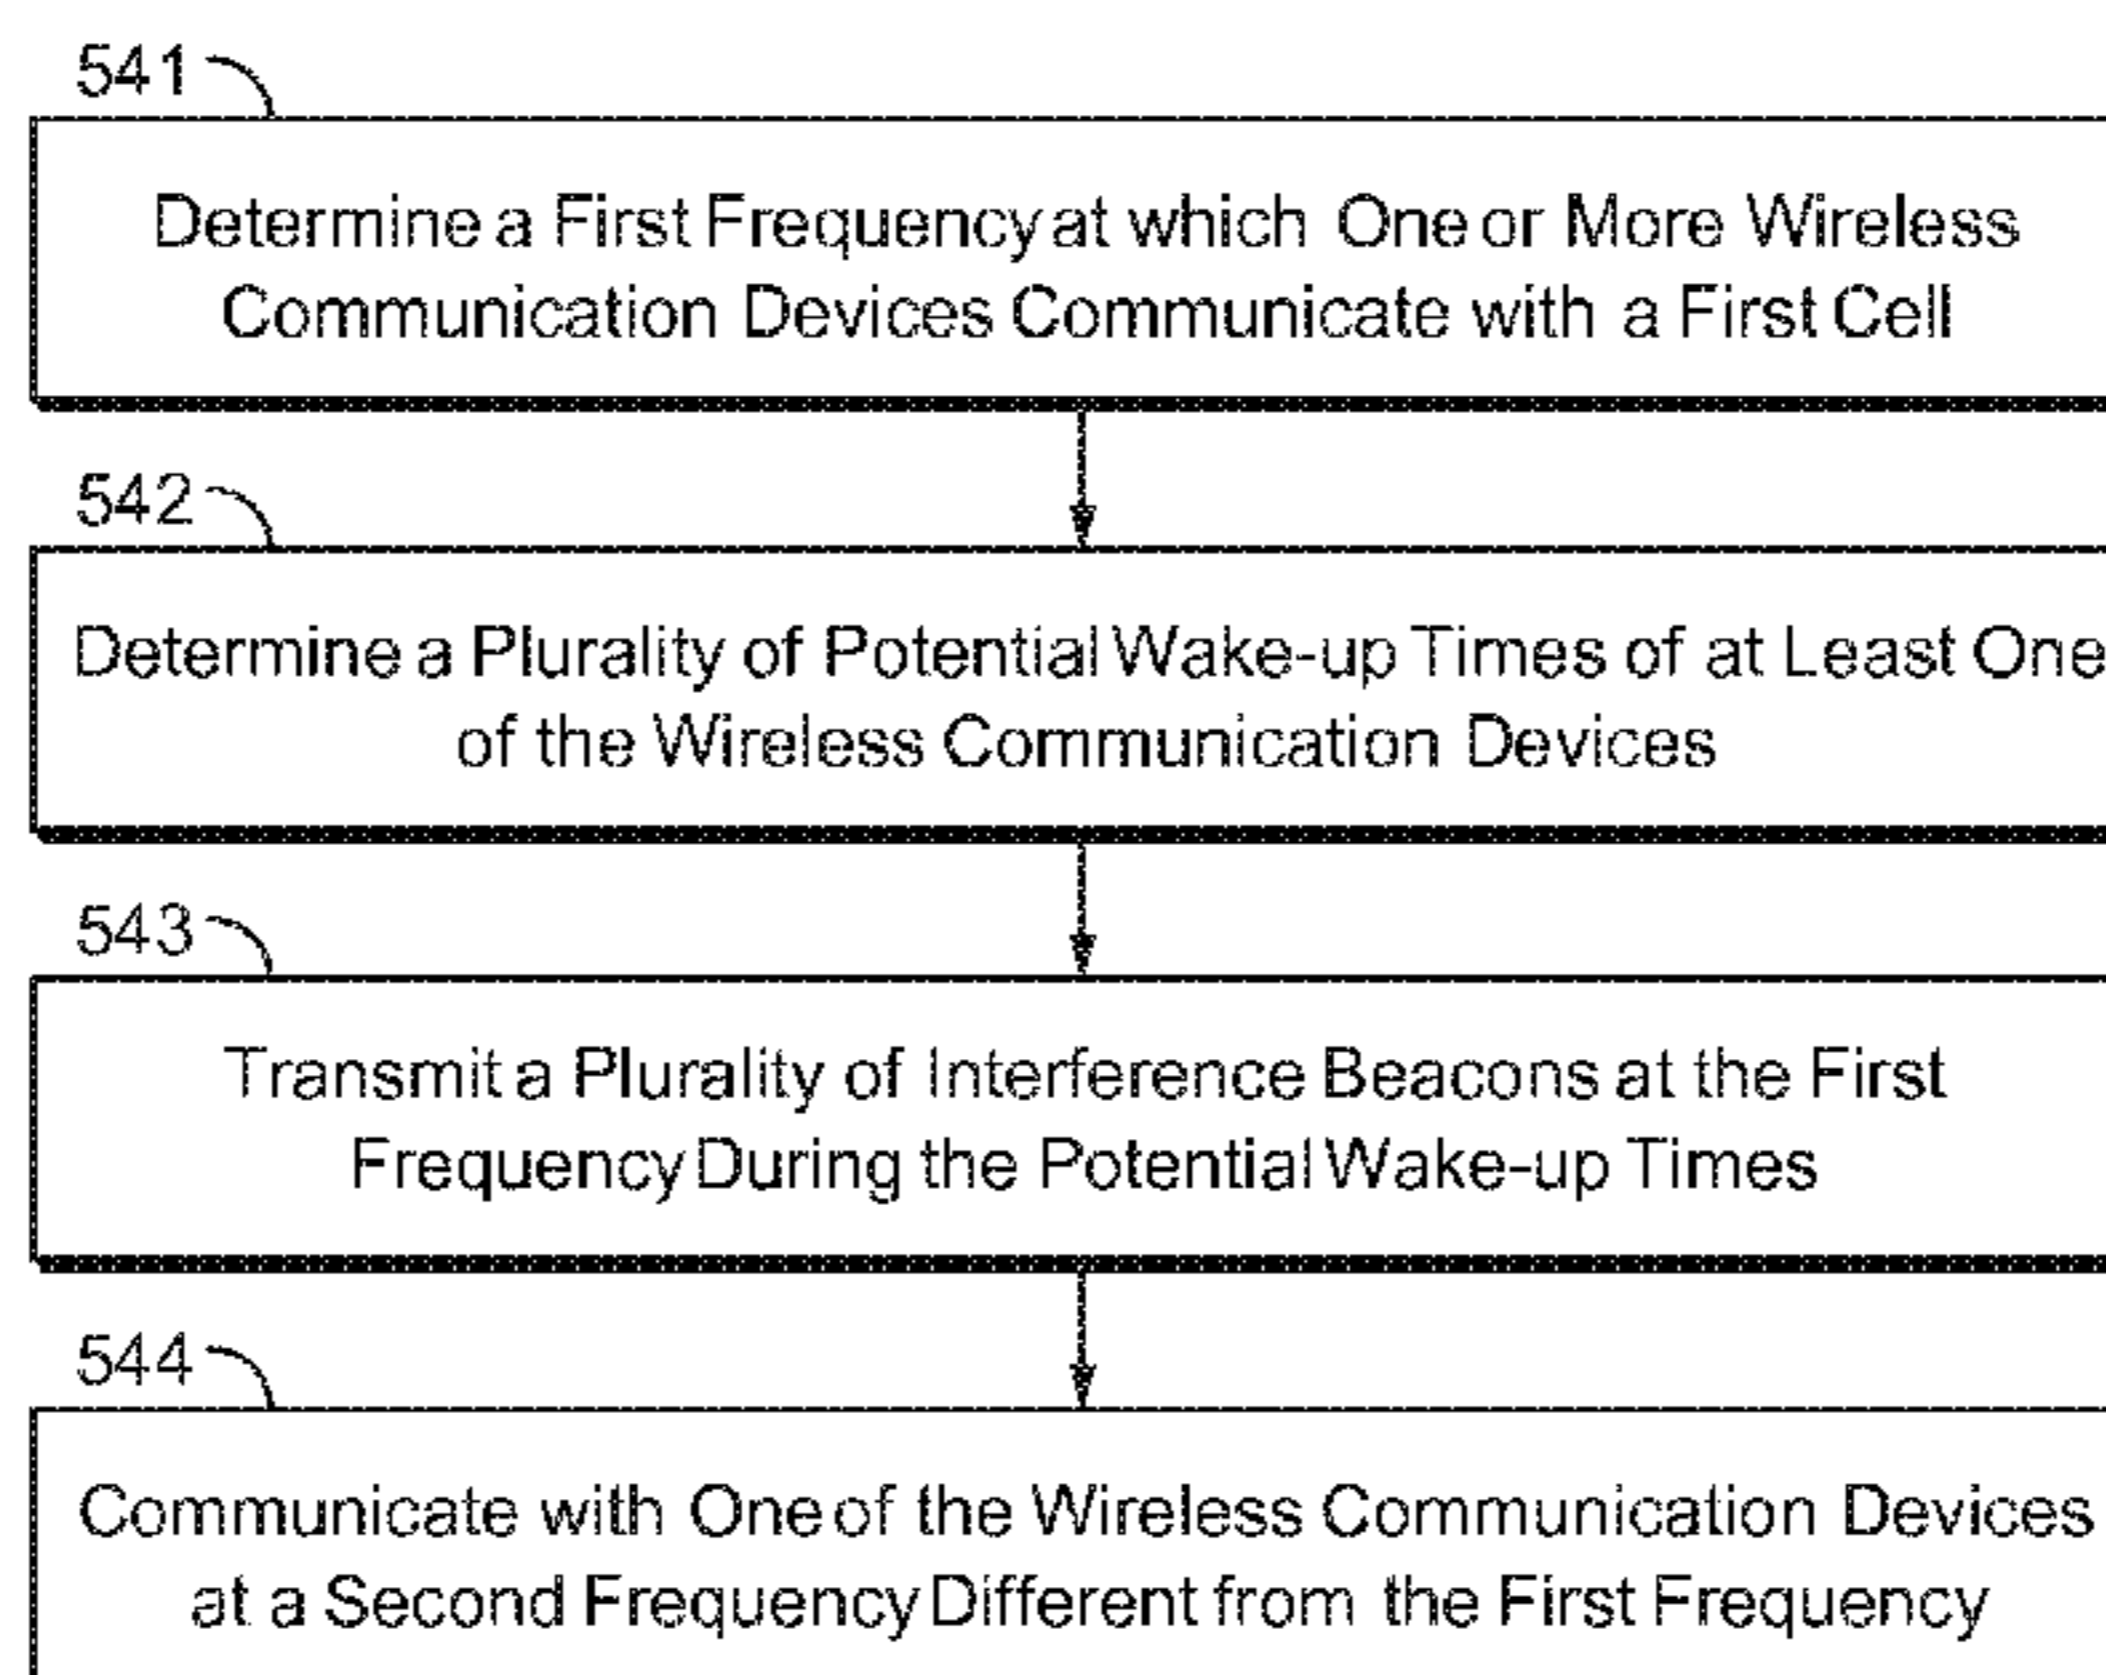 541
Determine a First Frequency at which One or More Wireless
Communication Devices Communicate with a First Cell
542
Determine a Plurality of Potential Wake-up Times of at Least One
of the Wireless Communication Devices
543
Transmit a Plurality of Interference Beacons at the First
Frequency During the Potential Wake-up Times
544
Communicate with One of the Wireless Communication Devices
at a Second Frequency Different from the First Frequency